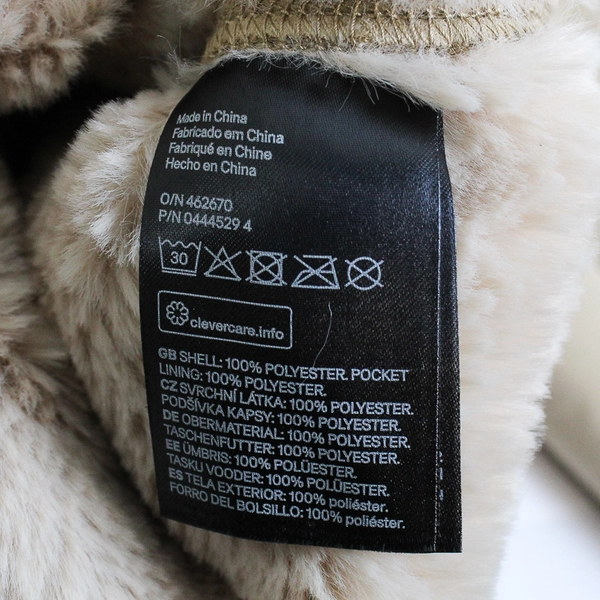 Made in China
Fabricado em China
Fabriqué en Chine
Hecho en China
O/N 462670
P/N 0444529 4
30
clevercare.info
GB SHELL: 100% POLYESTER. POCKET
LINING: 100% POLYESTER.
CZ SVRCHNÍ LÁTKA: 100% POLYESTER.
PODŠÍVKA KAPSY: 100% POLYESTER.
DE OBERMATERIAL: 100% POLYESTER.
TASCHENFUTTER: 100% POLYESTER.
EE ÜMBRIS: 100% POLÜESTER.
TASKU VOODER: 100% POLÜESTER.
ES TELA EXTERIOR: 100% poliéster.
FORRO DEL BOLSILLO: 100% poliéster.